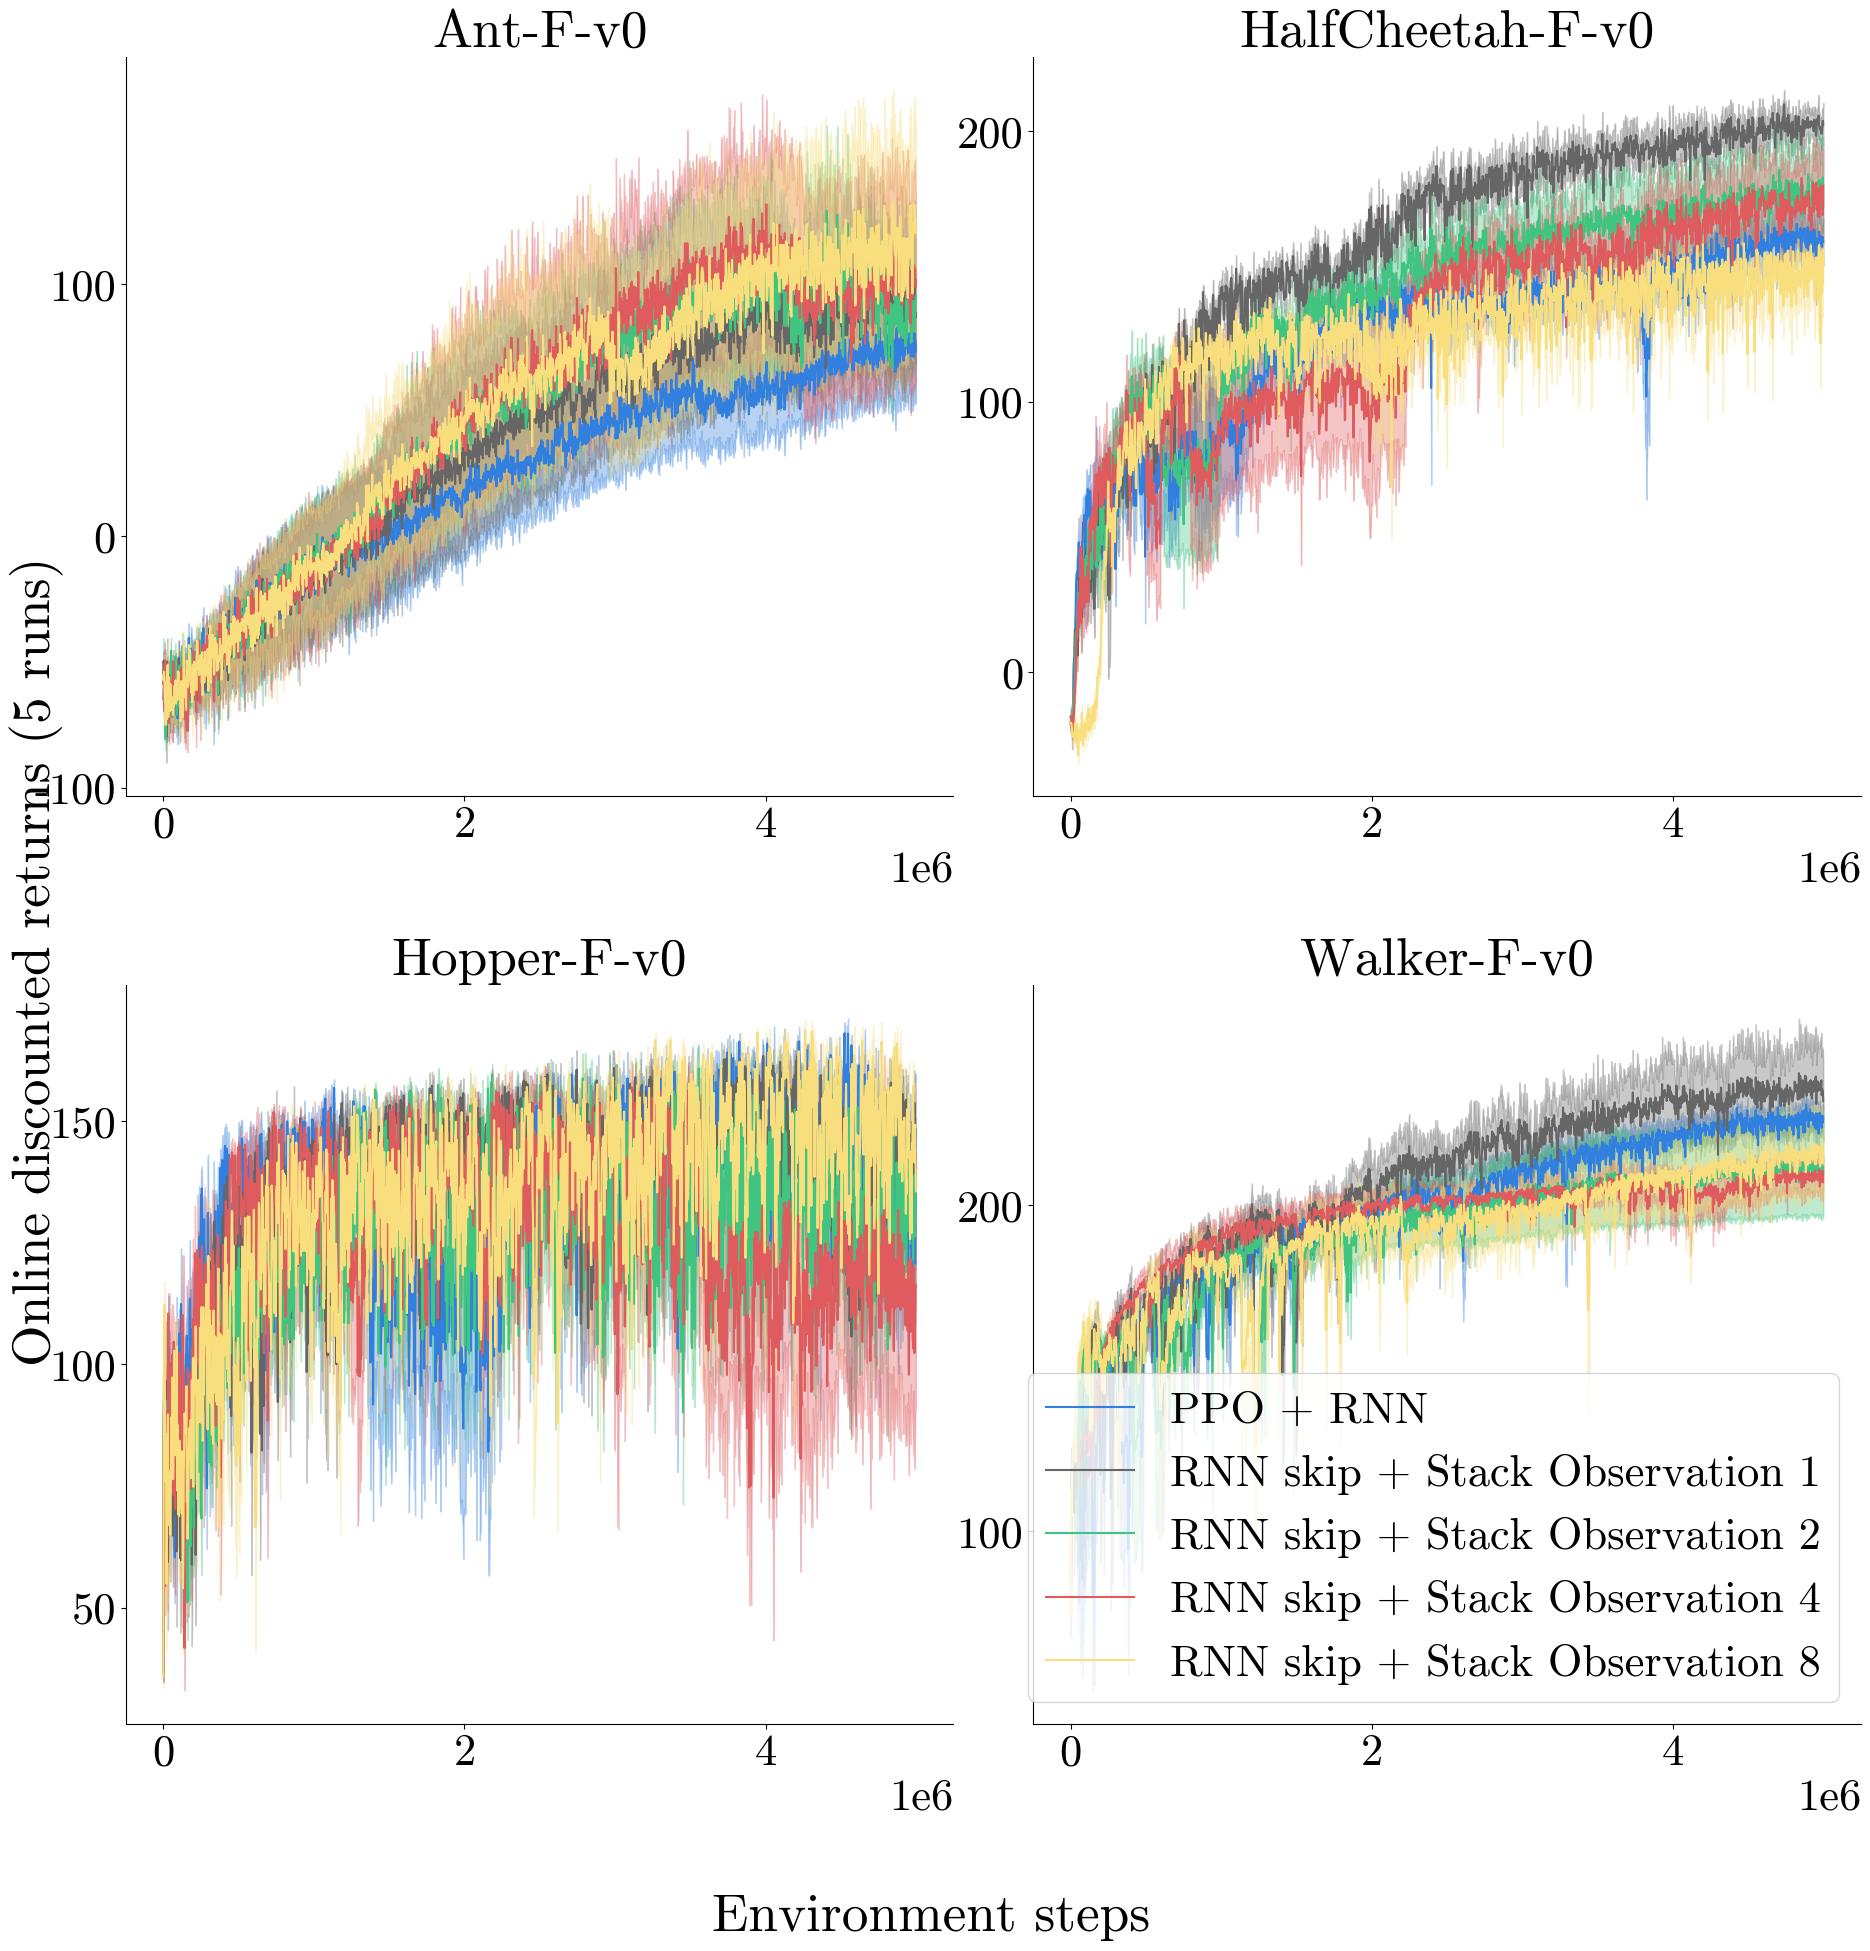 Ant-F-v0
HalfCheetah-F-v0
100
0
100
0 2 4
1e6
200
100
0
0 2 4
1e6
Online discounted returns (5 runs)
Hopper-F-v0
Walker-F-v0
150
100
50
0 2 4
1e6
200
100
0 2 4
1e6
PPO + RNN
RNN skip + Stack Observation 1
RNN skip + Stack Observation 2
RNN skip + Stack Observation 4
RNN skip + Stack Observation 8
Environment steps